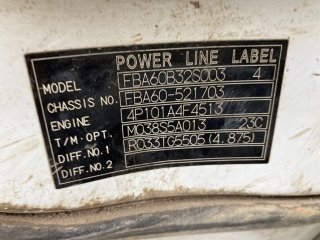 POWER LINE LABEL
MODEL FBA60B32S003 4
CHASSIS NO. FBA60-521703
ENGINE 4P101A4F4513
T/M·OPT. M038S5A013 23C
DIFF.NO.1 R033TG5505(4.875)
DIFF.NO.2